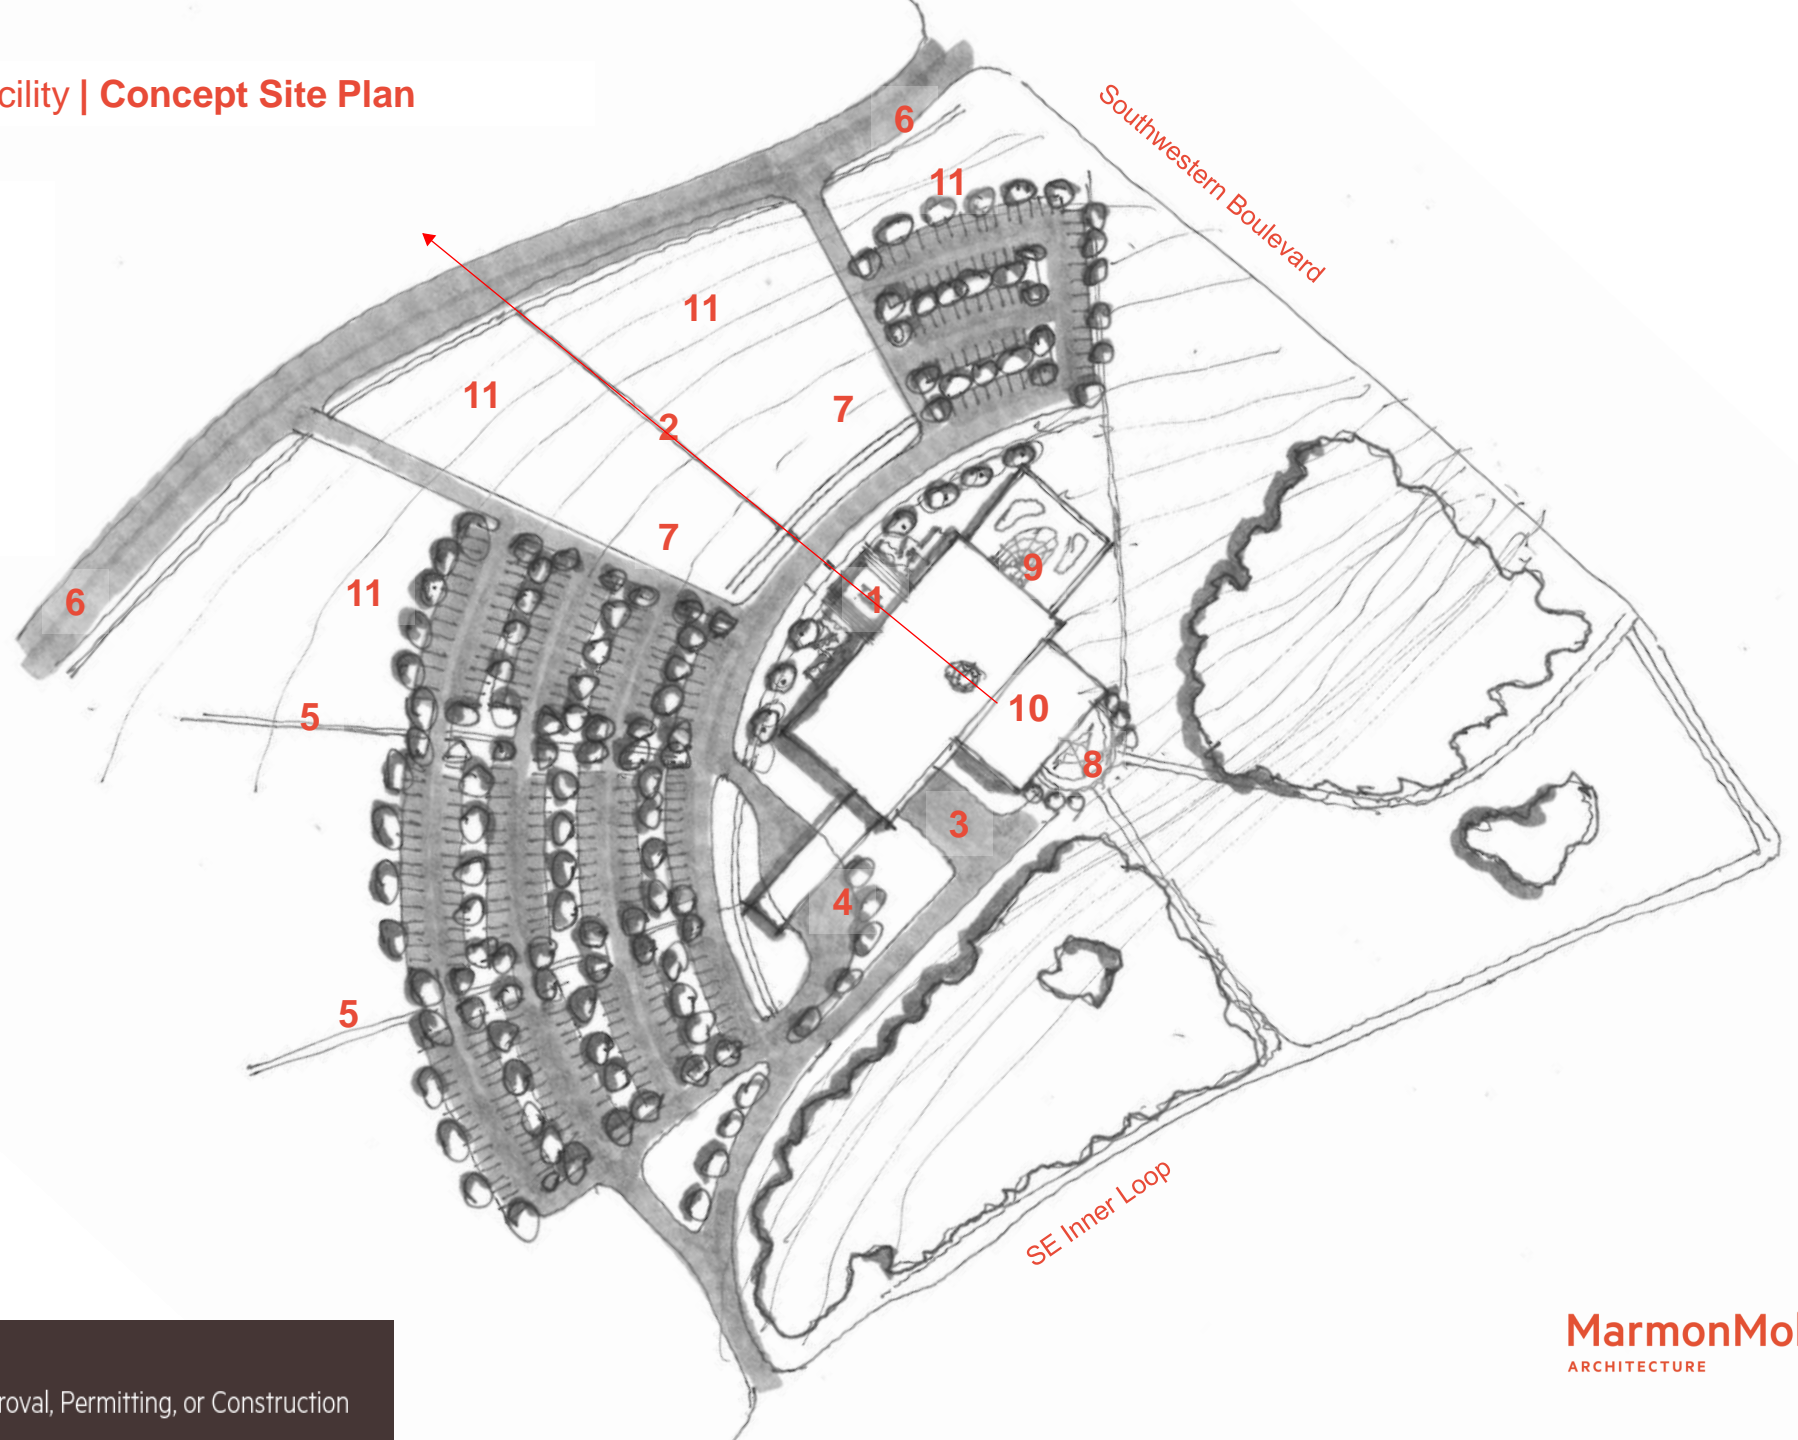 cility | Concept Site Plan
Southwestern Boulevard
6
11
11
11
2
7
7
11
6
9
1
5
10
8
3
4
5
SE Inner Loop
MarmonMo
ARCHITECTURE
roval, Permitting, or Construction